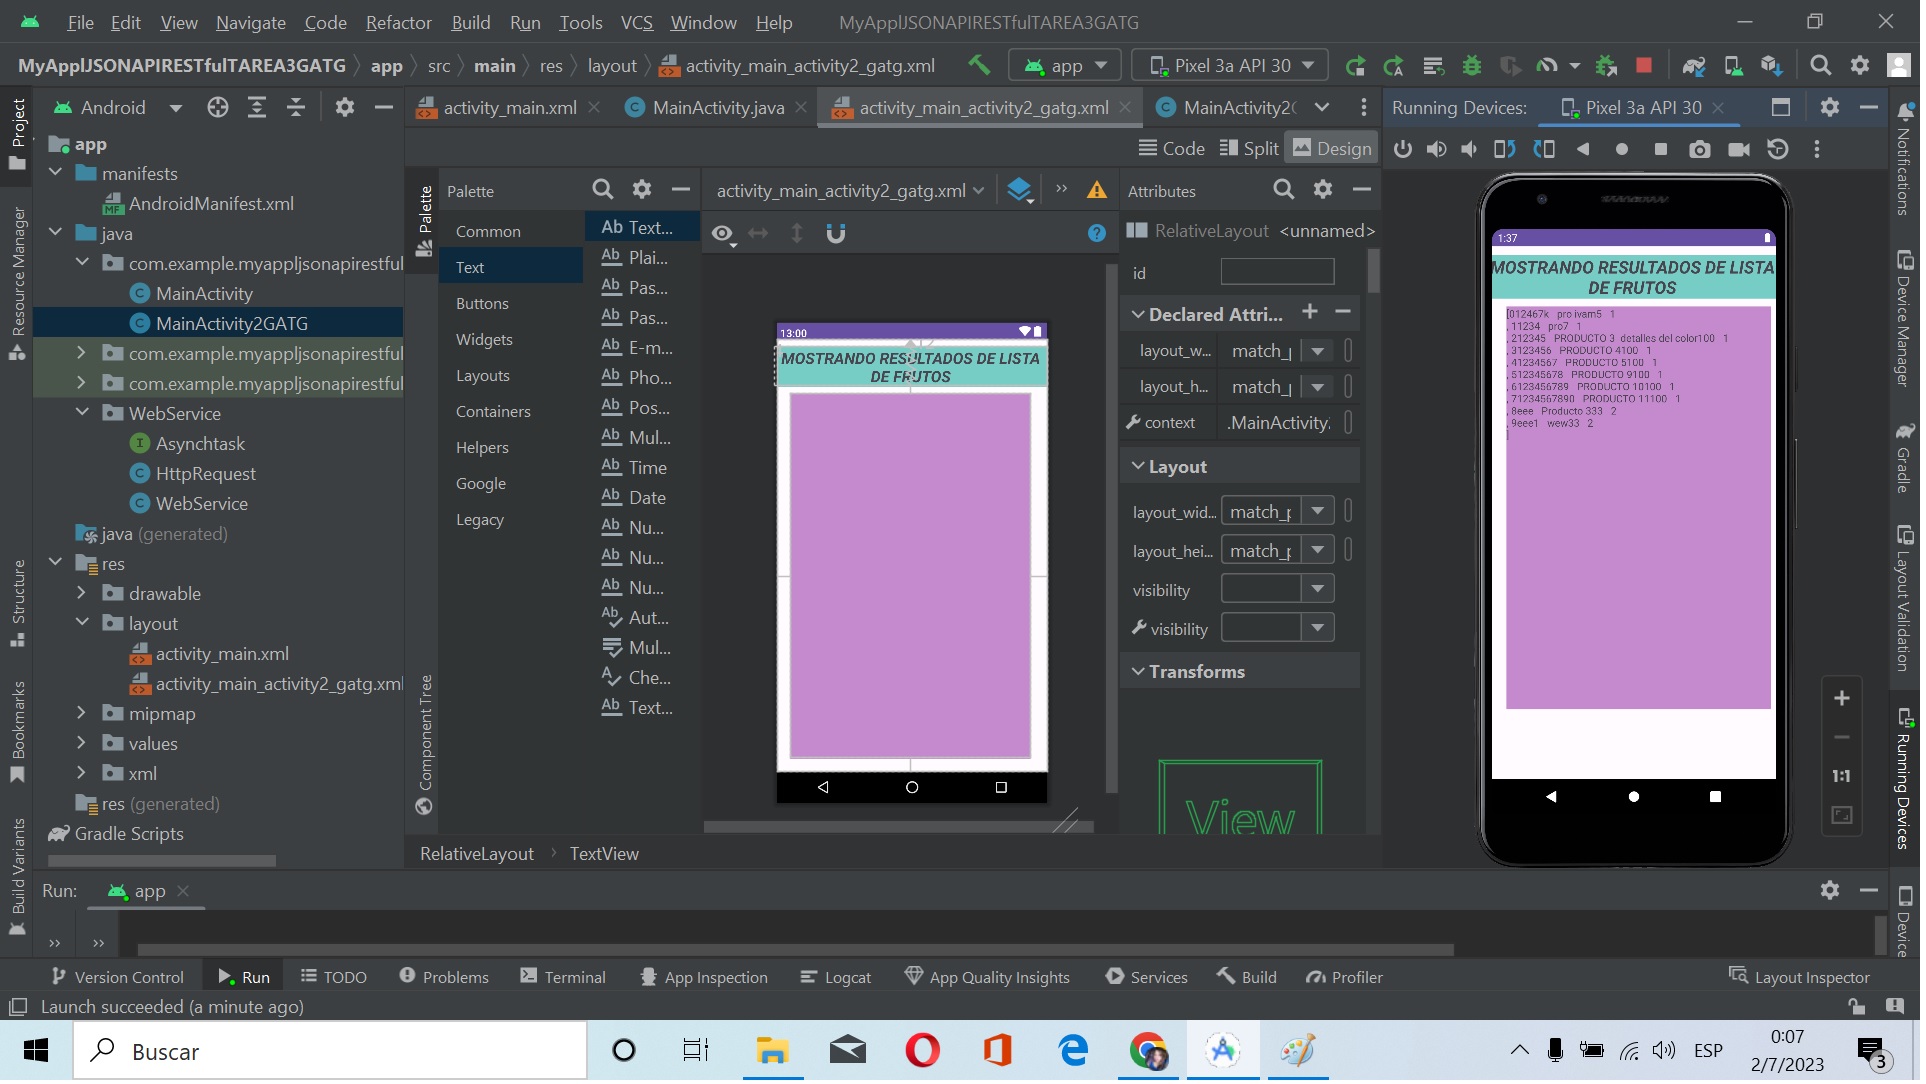 File Edit View Navigate Code Refactor Build Run Tools VCS Window Help MyApplJSONAPIRESTfulTAREA3GATG
MyApplJSONAPIRESTfulTAREA3GATG app src main res layout activity_main_activity2_gatg.xml app Pixel 3a API 30
Android
activity_main.xml MainActivity.java activity_main_activity2_gatg.xml MainActivity2(
Running Devices: Pixel 3a API 30
Code Split Design
Project
Resource Manager
Structure
Bookmarks
Build Variants
app
manifests
AndroidManifest.xml
java
com.example.myappljsonapirestful
MainActivity
MainActivity2GATG
com.example.myappljsonapirestful
com.example.myappljsonapirestful
WebService
Asynchtask
HttpRequest
WebService
java (generated)
res
drawable
layout
activity_main.xml
activity_main_activity2_gatg.xml
mipmap
values
xml
res (generated)
Gradle Scripts
Palette
Component Tree
Palette
Common
Text
Buttons
Widgets
Layouts
Containers
Helpers
Google
Legacy
Ab Text...
Ab Plai...
Ab Pas...
Ab Pas...
Ab E-m...
Ab Pho...
Ab Pos...
Ab Mul...
Ab Time
Ab Date
Ab Nu...
Ab Nu...
Ab Nu...
Ab Aut...
Mul...
Che...
Ab Text...
activity_main_activity2_gatg.xml
13:00
MOSTRANDO RESULTADOS DE LISTA
DE FRUTOS
RelativeLayout TextView
Attributes
RelativeLayout <unnamed>
id
Declared Attri...
layout_w... match_p
layout_h... match_p
context .MainActivity.
Layout
layout_wid... match_p
layout_hei... match_p
visibility
visibility
Transforms
View
1:37
MOSTRANDO RESULTADOS DE LISTA
DE FRUTOS
[012467k pro ivam5 1
, 11234 pro7 1
, 212345 PRODUCTO 3 detalles del color100 1
, 3123456 PRODUCTO 4100 1
, 41234567 PRODUCTO 5100 1
, 512345678 PRODUCTO 9100 1
, 6123456789 PRODUCTO 10100 1
, 71234567890 PRODUCTO 11100 1
, 8eee Producto 333 2
, 9eee1 wew33 2
]
1:1
Notifications
Device Manager
Gradle
Layout Validation
Running Devices
Device
Run: app
Version Control Run TODO Problems Terminal App Inspection Logcat App Quality Insights Services Build Profiler Layout Inspector
Launch succeeded (a minute ago)
Buscar
ESP
0:07
2/7/2023
3